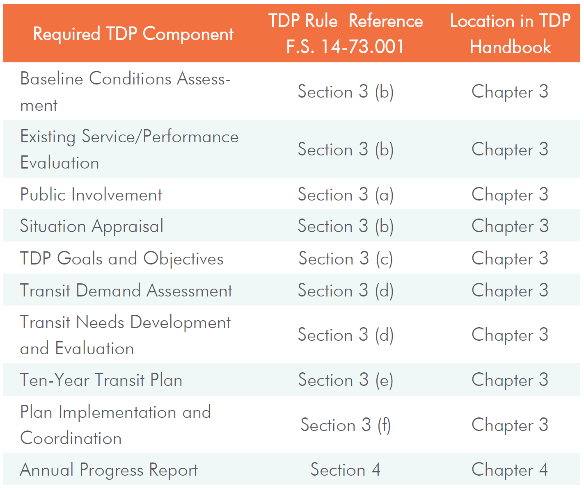 Required TDP Component
TDP Rule Reference
F.S. 14-73.001
Location in TDP
Handbook
Baseline Conditions Assess-
ment
Section 3 (b)
Chapter 3
Existing Service/Performance
Evaluation
Section 3 (b)
Chapter 3
Public Involvement
Section 3 (a)
Chapter 3
Situation Appraisal
Section 3 (b)
Chapter 3
TDP Goals and Objectives
Section 3 (c)
Chapter 3
Transit Demand Assessment
Section 3 (d)
Chapter 3
Transit Needs Development
and Evaluation
Section 3 (d)
Chapter 3
Ten-Year Transit Plan
Section 3 (e)
Chapter 3
Plan Implementation and
Coordination
Section 3 (f)
Chapter 3
Annual Progress Report
Section 4
Chapter 4